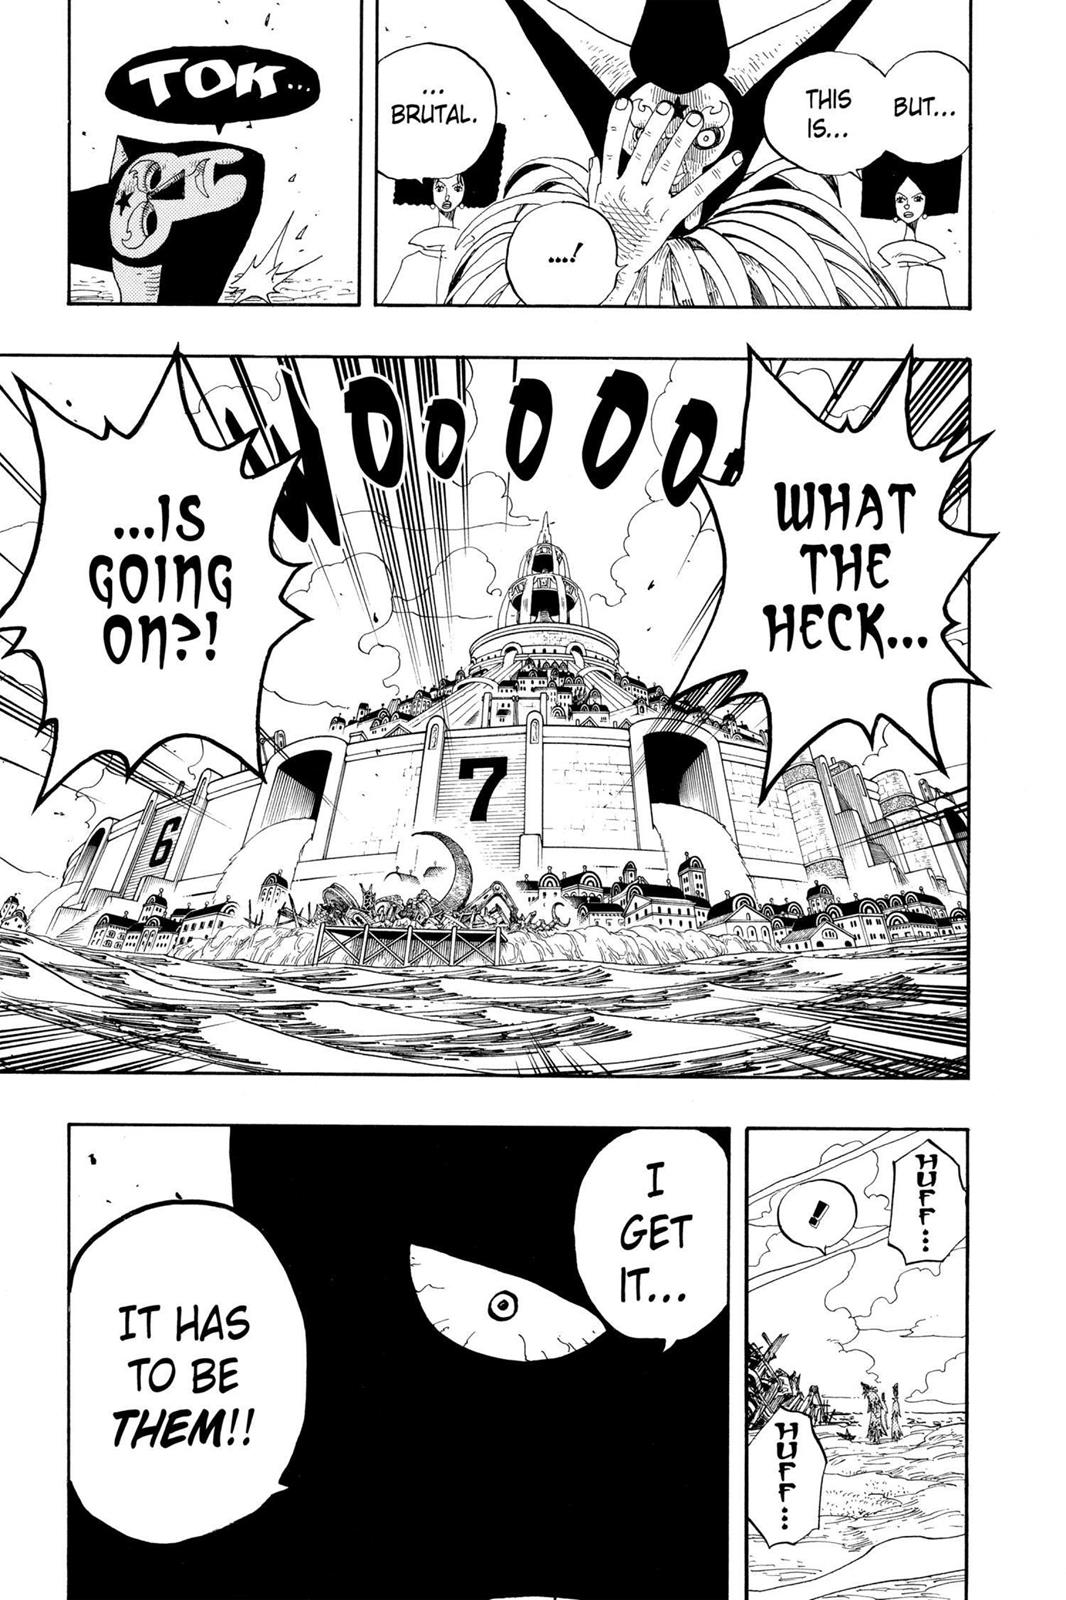 BUT...
THIS
IS...
...
BRUTAL.
....!
TOK...
WHAT
THE
HECK...
...IS
GOING
ON?!
7
6
HUFF...
!
HUFF...
I
GET
IT...
IT HAS
TO BE
THEM!!